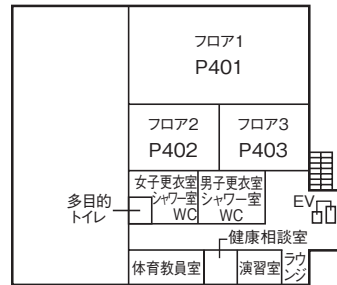 フロア1
P401
フロア2
P402
フロア3
P403
女子更衣室
シャワー室
WC
男子更衣室
シャワー室
WC
多目的
トイレ
EV
健康相談室
体育教員室
演習室
ラウ
ンジ